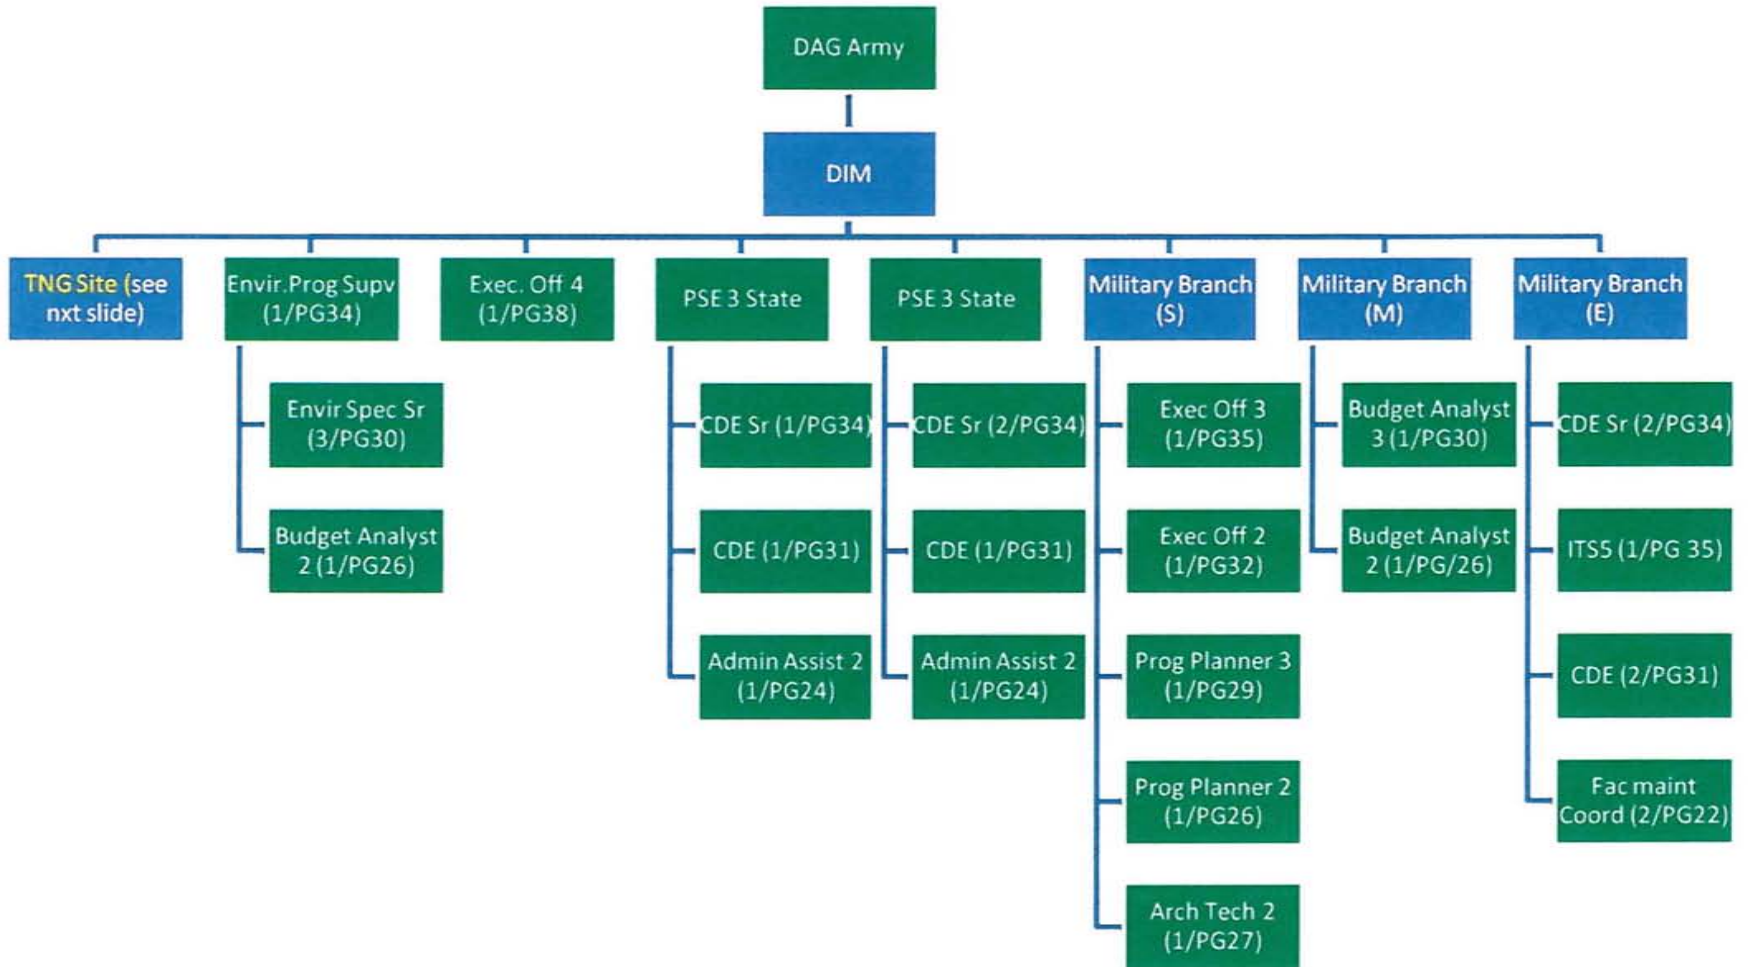 DAG Army
DIM
TNG Site (see
nxt slide)
Envir.Prog Supv
(1/PG34)
Exec. Off 4
(1/PG38)
PSE 3 State
PSE 3 State
Military Branch
(S)
Military Branch
(M)
Military Branch
(E)
Envir Spec Sr
(3/PG30)
Budget Analyst
2 (1/PG26)
CDE Sr (1/PG34)
CDE (1/PG31)
Admin Assist 2
(1/PG24)
CDE Sr (2/PG34)
CDE (1/PG31)
Admin Assist 2
(1/PG24)
Exec Off 3
(1/PG35)
Exec Off 2
(1/PG32)
Prog Planner 3
(1/PG29)
Prog Planner 2
(1/PG26)
Arch Tech 2
(1/PG27)
Budget Analyst
3 (1/PG30)
Budget Analyst
2 (1/PG/26)
CDE Sr (2/PG34)
ITS5 (1/PG 35)
CDE (2/PG31)
Fac maint
Coord (2/PG22)